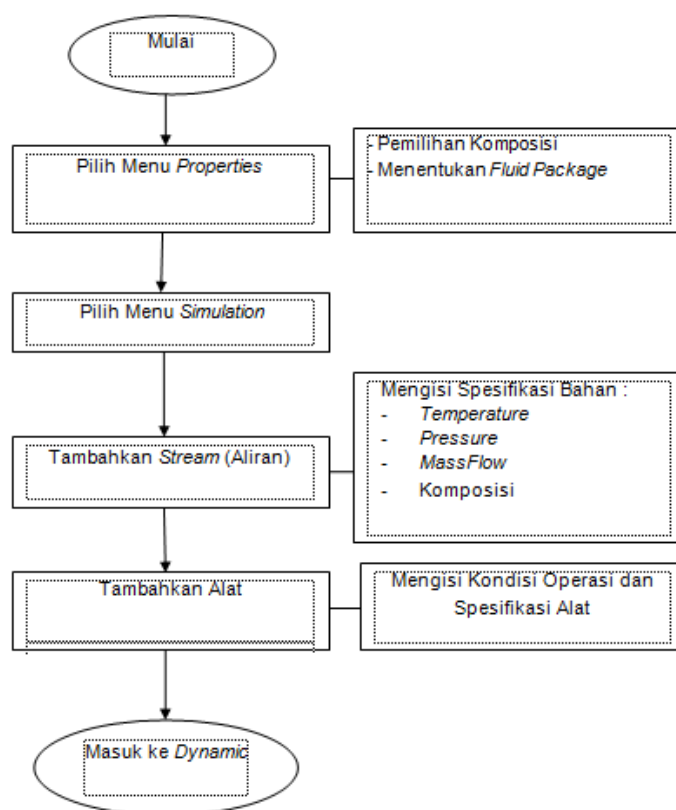 Mulai
Pilih Menu Properties
- Pemilihan Komposisi
- Menentukan Fluid Package
Pilih Menu Simulation
Tambahkan Stream (Aliran)
Mengisi Spesifikasi Bahan :
- Temperature
- Pressure
- MassFlow
- Komposisi
Tambahkan Alat
Mengisi Kondisi Operasi dan
Spesifikasi Alat
Masuk ke Dynamic